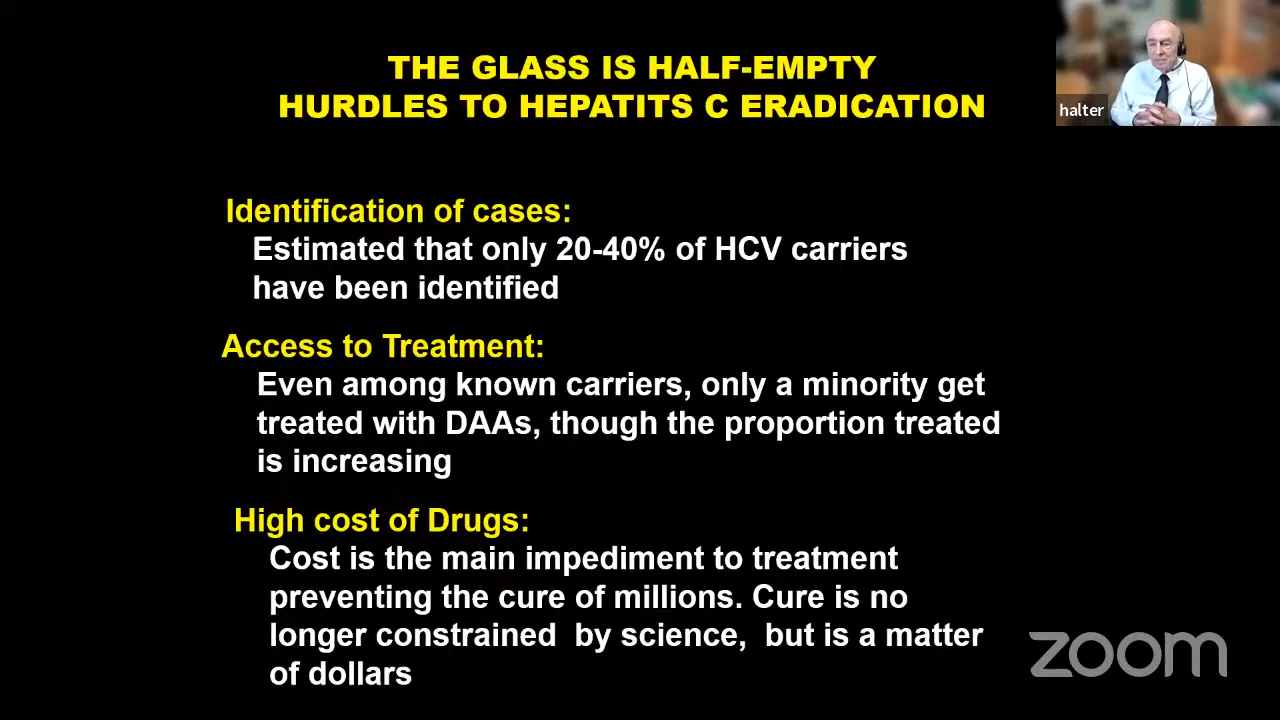 THE GLASS IS HALF-EMPTY
HURDLES TO HEPATITS C ERADICATION
halter
Identification of cases:
Estimated that only 20-40% of HCV carriers
have been identified
Access to Treatment:
Even among known carriers, only a minority get
treated with DAAs, though the proportion treated
is increasing
High cost of Drugs:
Cost is the main impediment to treatment
preventing the cure of millions. Cure is no
longer constrained by science, but is a matter
of dollars
zoom